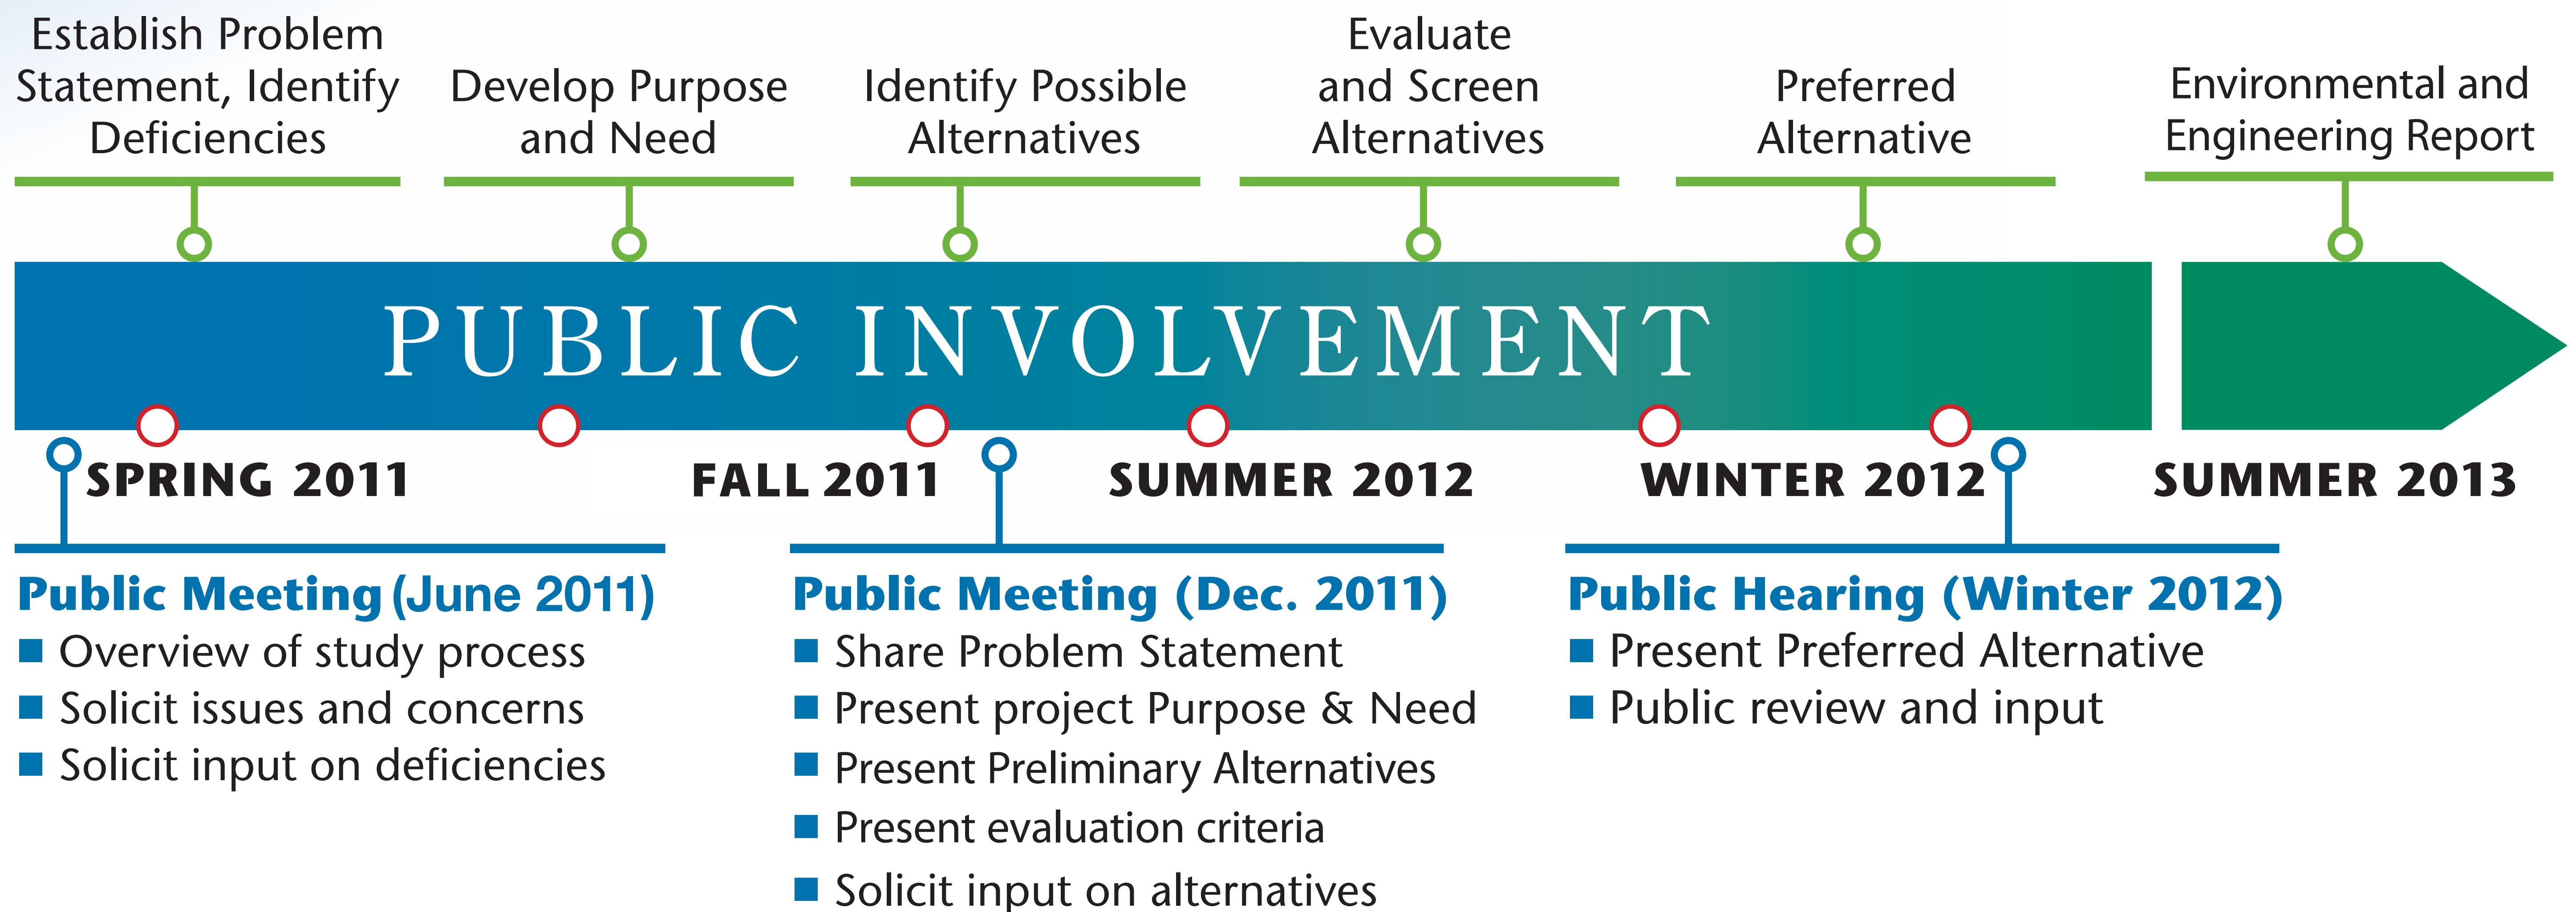 Establish Problem
Statement, Identify
Deficiencies
Develop Purpose
and Need
Identify Possible
Alternatives
Evaluate
and Screen
Alternatives
Preferred
Alternative
Environmental and
Engineering Report
PUBLIC INVOLVEMENT
SPRING 2011
FALL 2011
SUMMER 2012
WINTER 2012
SUMMER 2013
Public Meeting (June 2011)
Overview of study process
Solicit issues and concerns
Solicit input on deficiencies
Public Meeting (Dec. 2011)
Share Problem Statement
Present project Purpose & Need
Present Preliminary Alternatives
Present evaluation criteria
Solicit input on alternatives
Public Hearing (Winter 2012)
Present Preferred Alternative
Public review and input